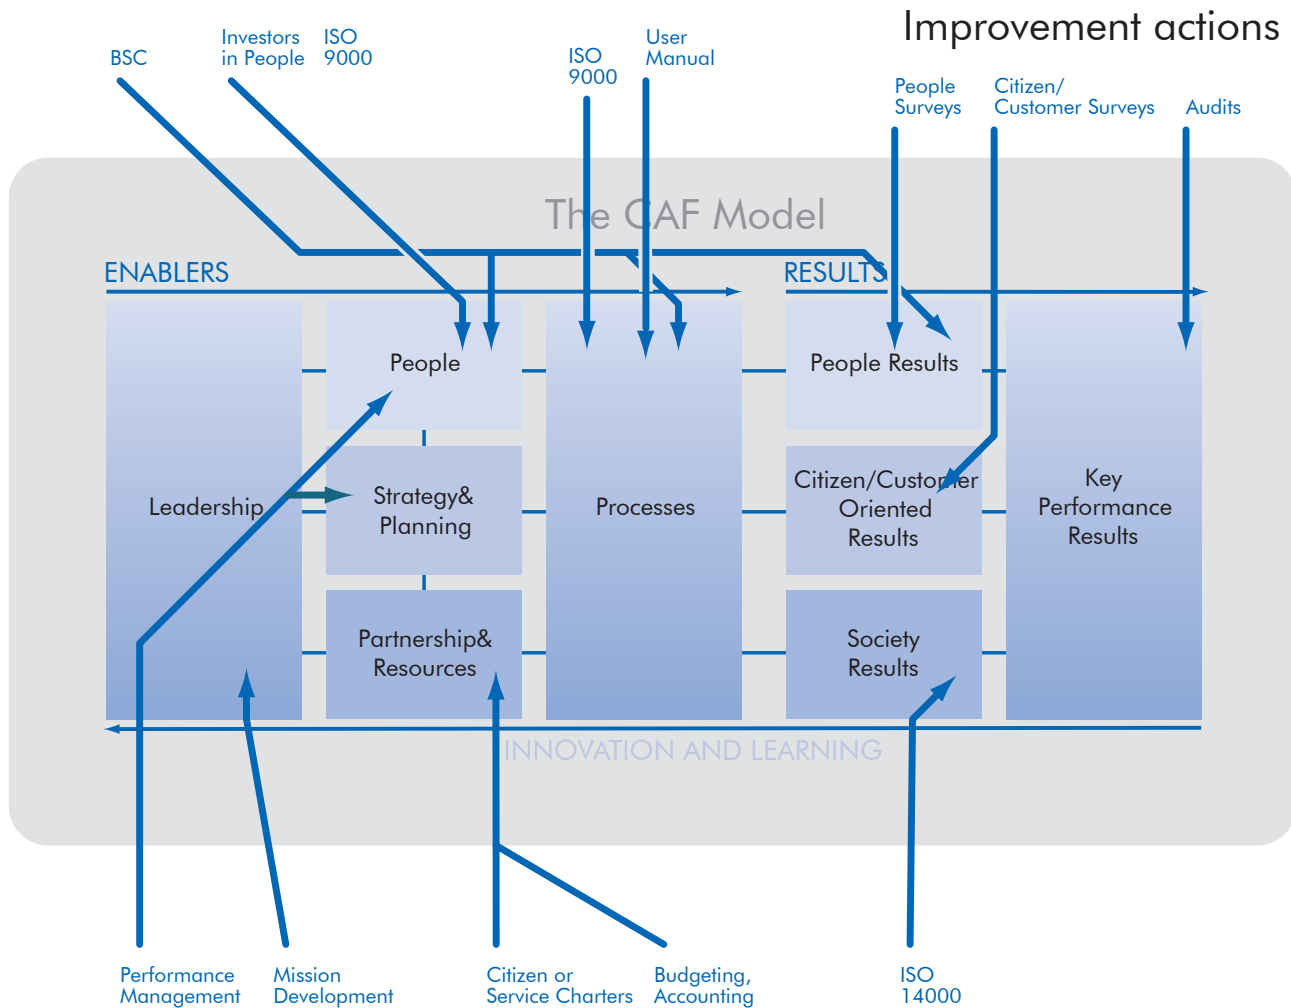 Improvement actions
BSC
Investors
in People
ISO
9000
ISO
9000
User
Manual
People
Surveys
Citizen/
Customer Surveys
Audits
The CAF Model
ENABLERS
RESULTS
Leadership
People
Strategy&
Planning
Partnership&
Resources
Processes
People Results
Citizen/Customer
Oriented
Results
Society
Results
Key
Performance
Results
INNOVATION AND LEARNING
Performance
Management
Mission
Development
Citizen or
Service Charters
Budgeting,
Accounting
ISO
14000